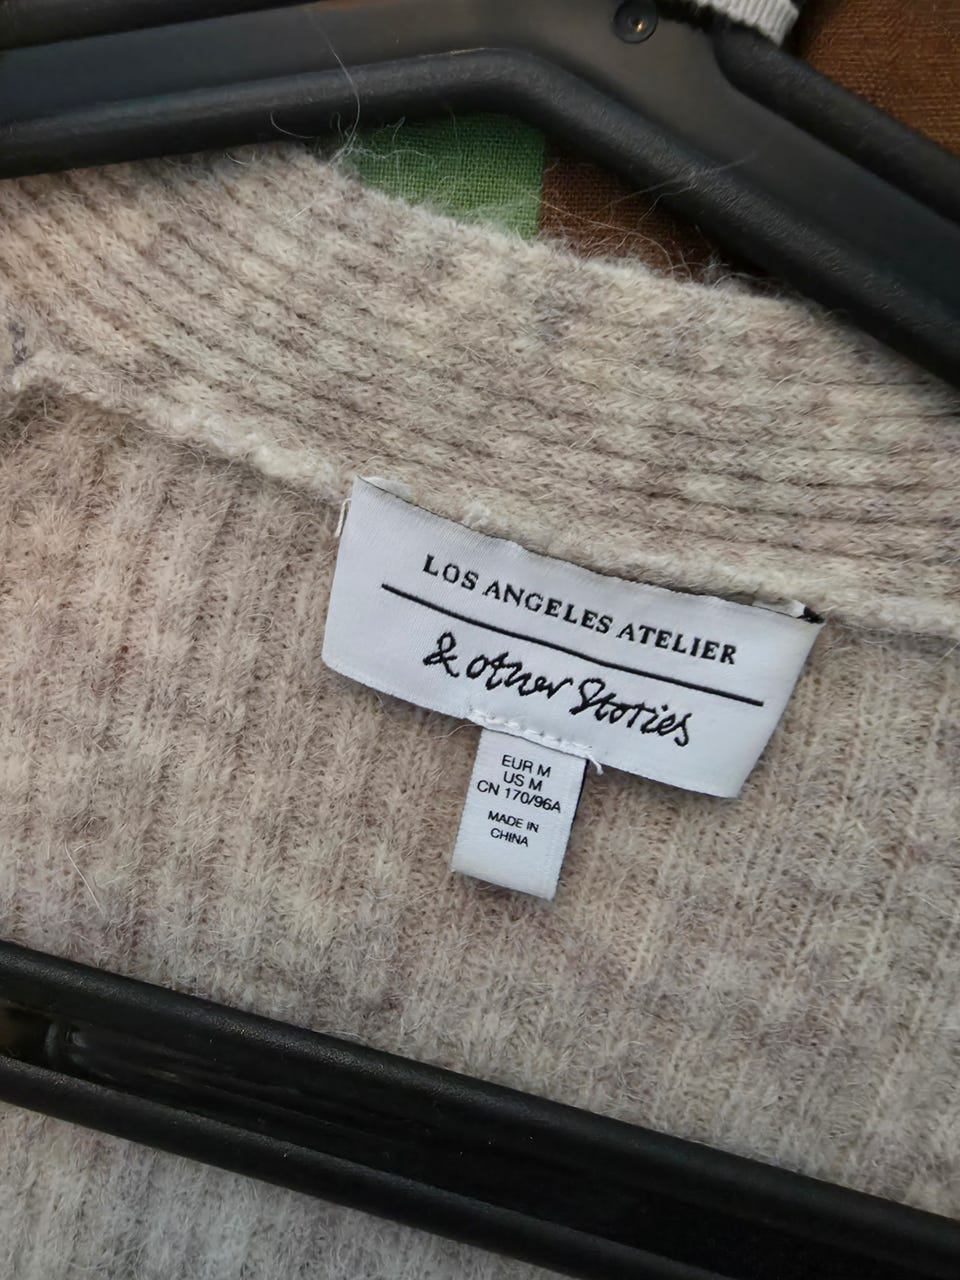 LOS ANGELES ATELIER
& other Stories
EUR M
US M
CN 170/96A
MADE IN
CHINA